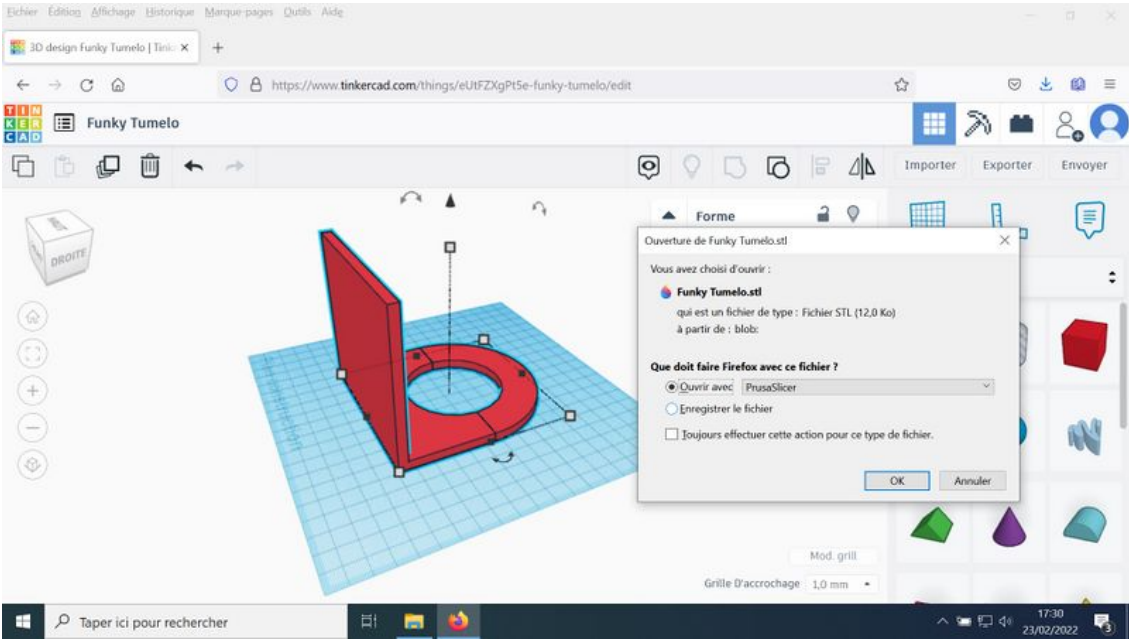 Eichier Édition Affichage Historique Marque-pages Outils Aide
3D design Funky Tumelo | Tink
https://www.tinkercad.com/things/eUtFZXgPt5e-funky-tumelo/edit
TIN
KER
CAD
Funky Tumelo
Importer Exporter Envoyer
Forme
DROITE
Ouverture de Funky Tumelo.stl
Vous avez choisi d'ouvrir :
Funky Tumelo.stl
qui est un fichier de type : Fichier STL (12,0 Ko)
à partir de : blob:
Que doit faire Firefox avec ce fichier ?
Ouvrir avec PrusaSlicer
Enregistrer le fichier
Toujours effectuer cette action pour ce type de fichier.
OK Annuler
Mod. grill
Grille D'accrochage 1,0 mm
Taper ici pour rechercher
17:30
23/02/2022
3